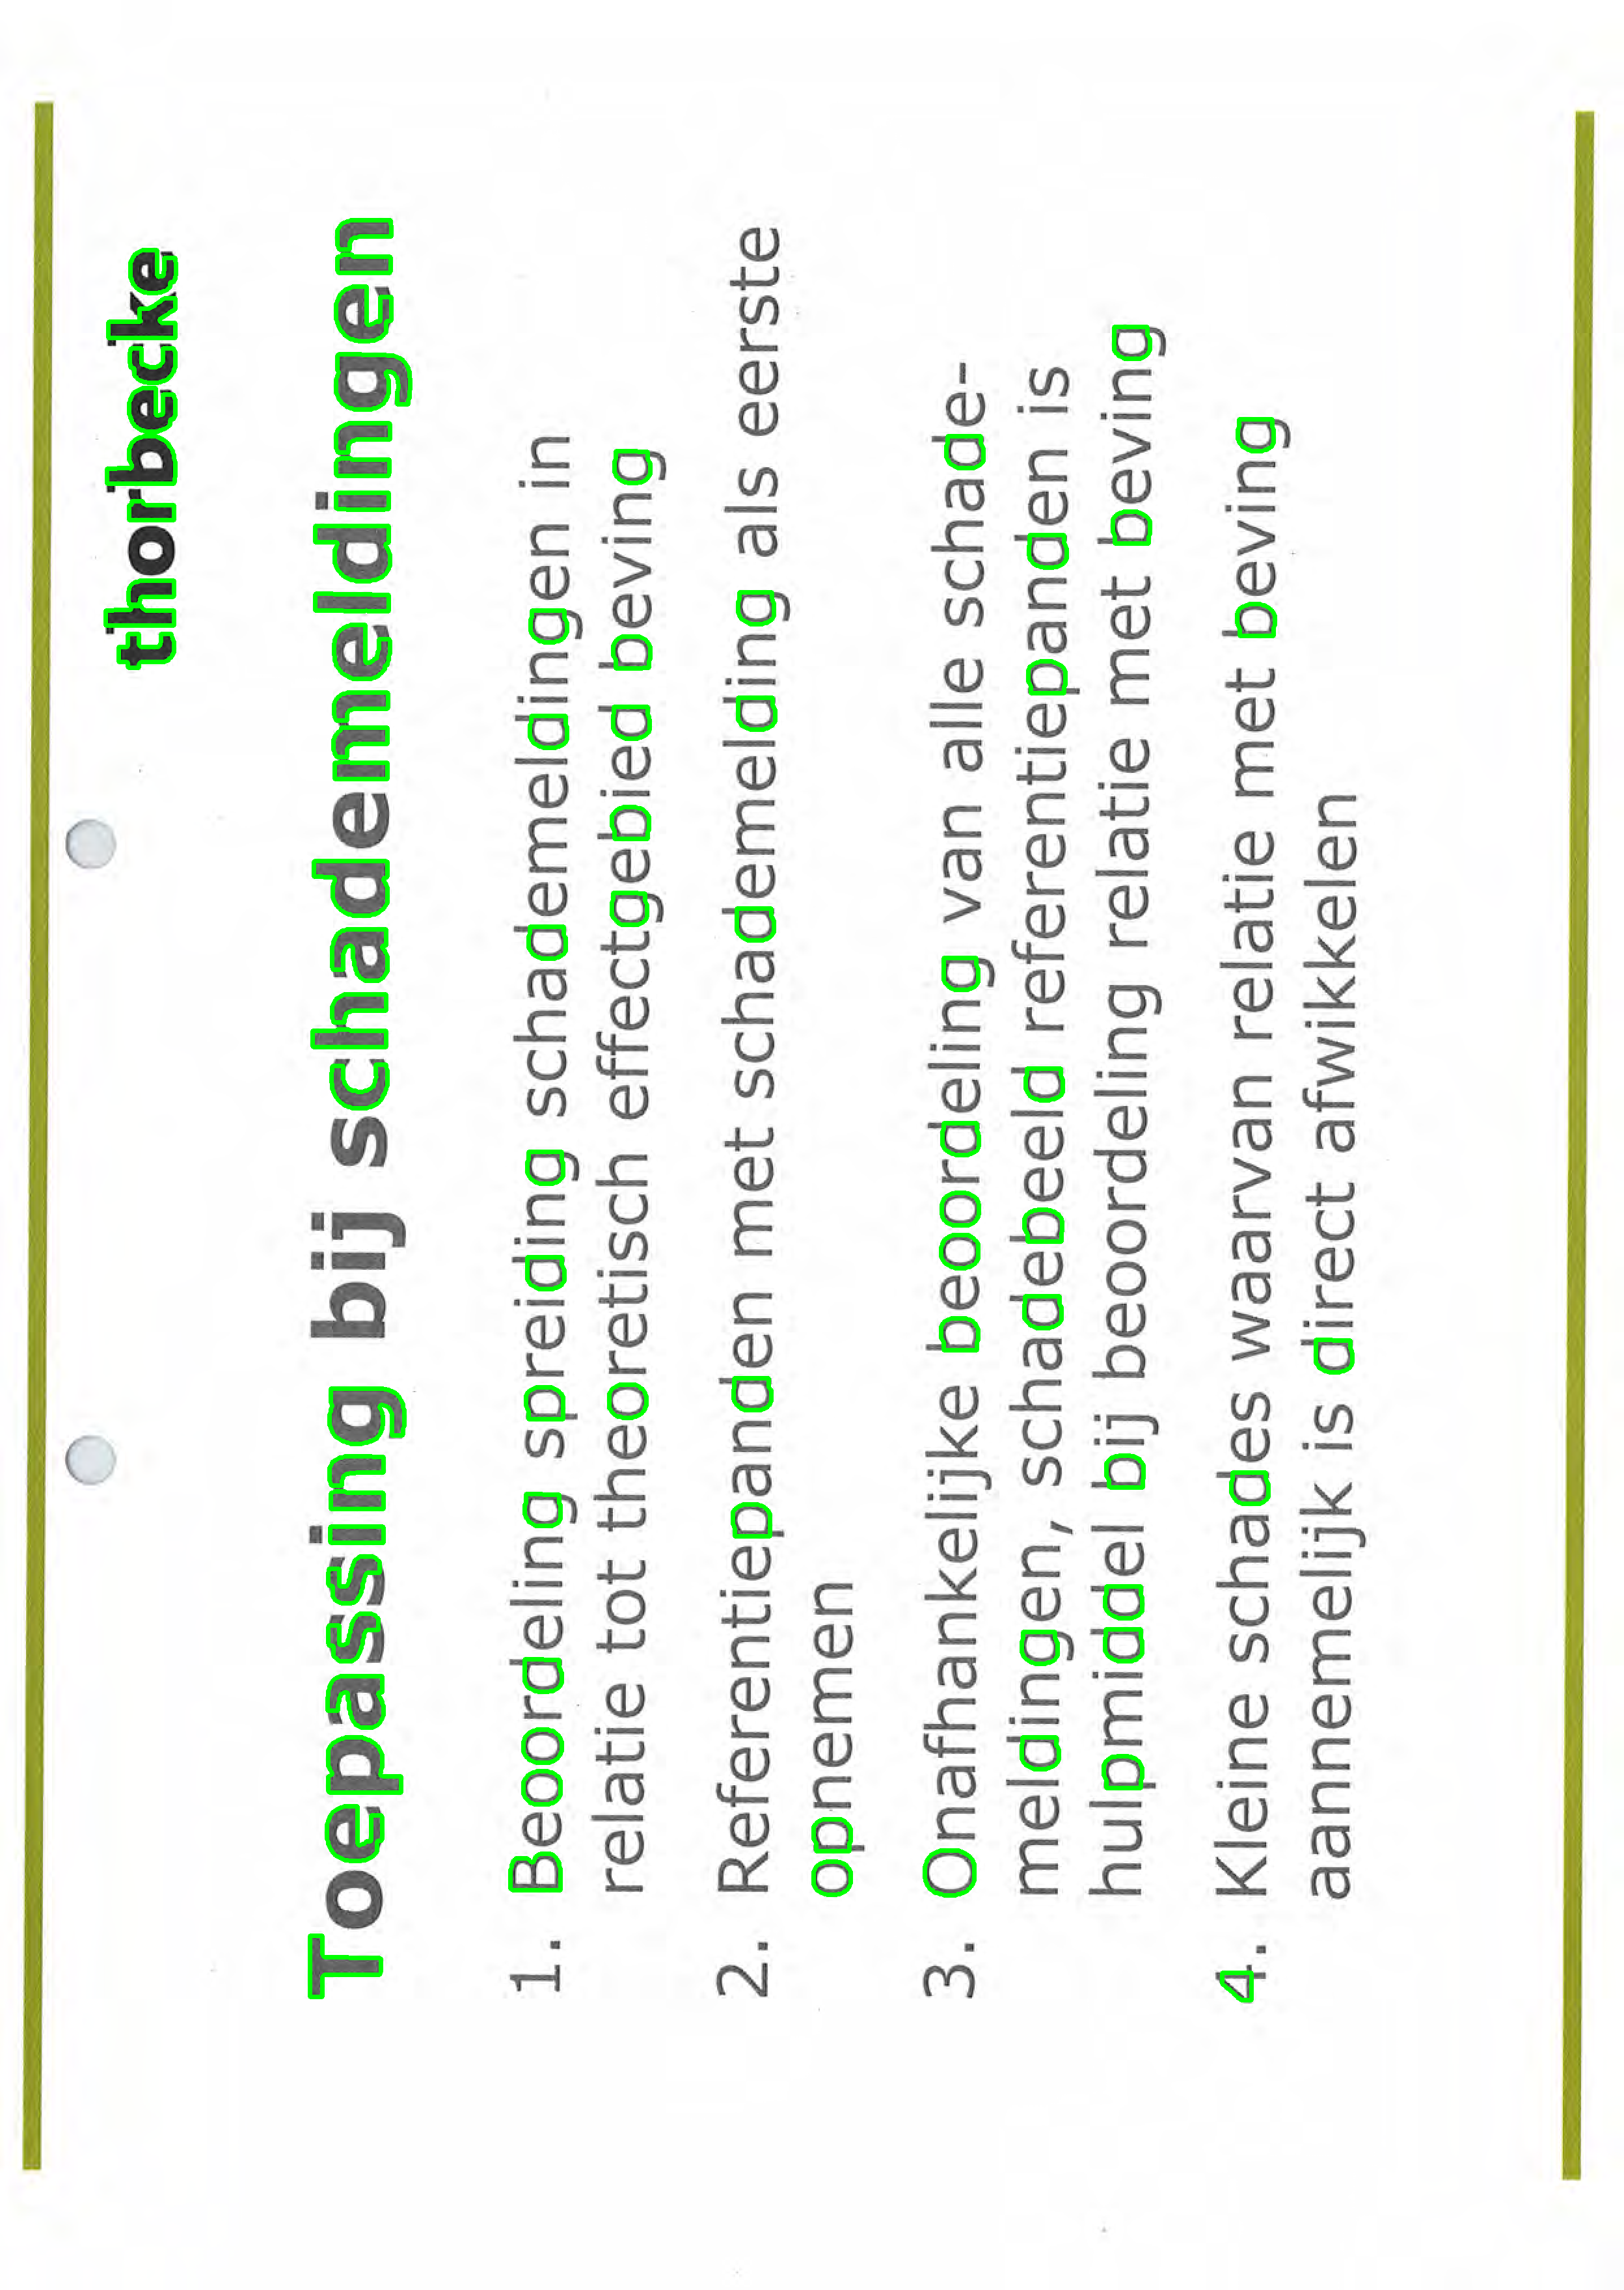 thorbecke
Toepassing bij schademeldingen
1. Beoordeling spreiding schademeldingen in
relatie tot theoretisch effectgebied beving
2. Referentiepanden met schademelding als eerste
opnemen
3. Onafhankelijke beoordeling van alle schade-
meldingen, schadebeeld referentiepanden is
hulpmiddel bij beoordeling relatie met beving
4. Kleine schades waarvan relatie met beving
aannemelijk is direct afwikkelen